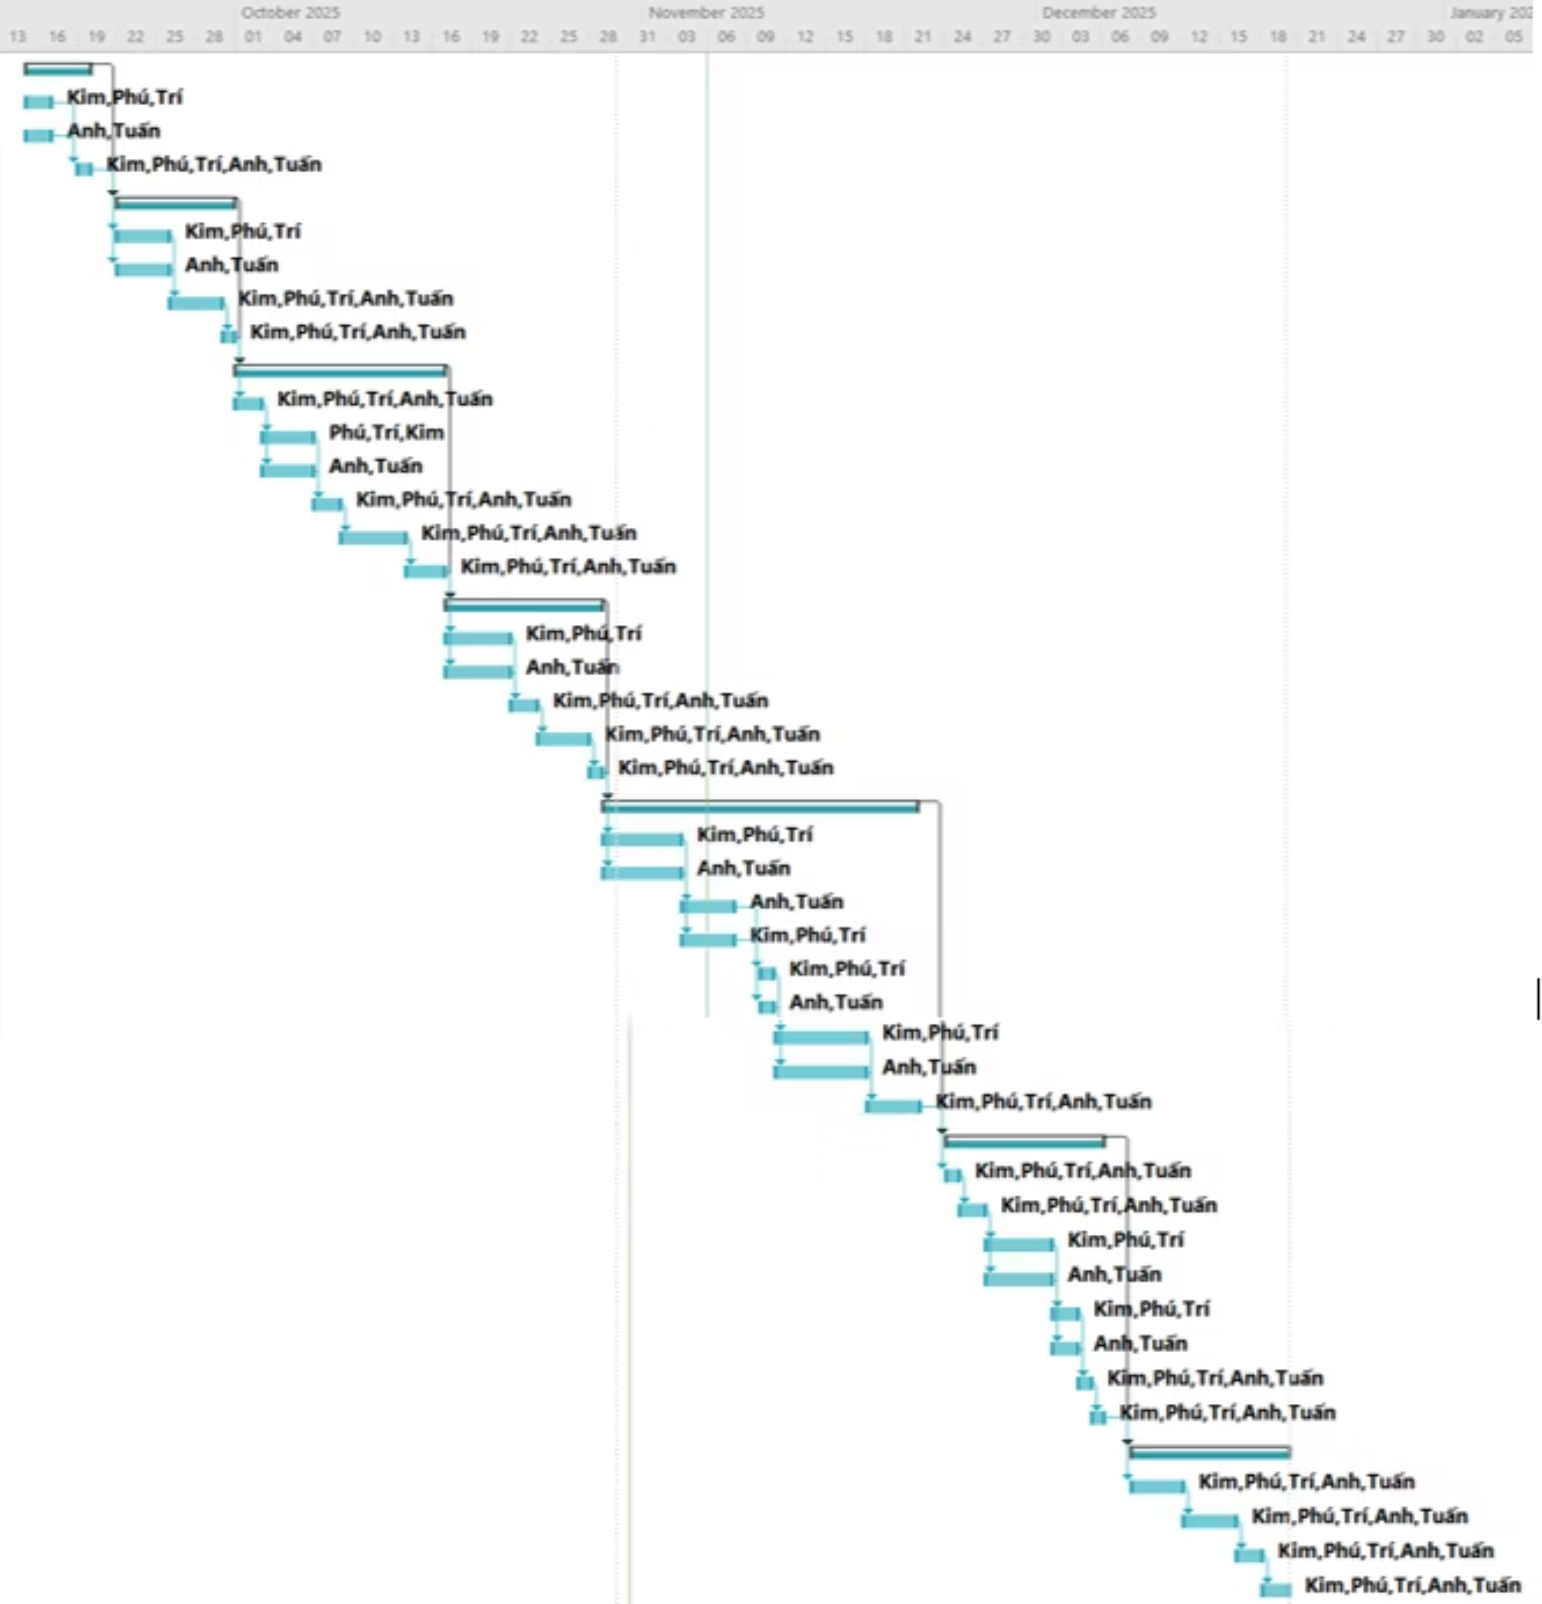 October 2025 November 2025 December 2025 January 202
13 16 19 22 25 28 01 04 07 10 13 16 19 22 25 28 31 03 06 09 12 15 18 21 24 27 30 03 06 09 12 15 18 21 24 27 30 02 05
Kim,Phú,Trí
Anh,Tuấn
Kim,Phú,Trí,Anh,Tuấn
Kim,Phú,Trí
Anh,Tuấn
Kim,Phú,Trí,Anh,Tuấn
Kim,Phú,Trí,Anh,Tuấn
Kim,Phú,Trí,Anh,Tuấn
Phú,Trí,Kim
Anh,Tuấn
Kim,Phú,Trí,Anh,Tuấn
Kim,Phú,Trí,Anh,Tuấn
Kim,Phú,Trí,Anh,Tuấn
Kim,Phú,Trí
Anh,Tuấn
Kim,Phú,Trí,Anh,Tuấn
Kim,Phú,Trí,Anh,Tuấn
Kim,Phú,Trí,Anh,Tuấn
Kim,Phú,Trí
Anh,Tuấn
Anh,Tuấn
Kim,Phú,Trí
Kim,Phú,Trí
Anh,Tuấn
Kim,Phú,Trí
Anh,Tuấn
Kim,Phú,Trí,Anh,Tuấn
Kim,Phú,Trí,Anh,Tuấn
Kim,Phú,Trí,Anh,Tuấn
Kim,Phú,Trí
Anh,Tuấn
Kim,Phú,Trí
Anh,Tuấn
Kim,Phú,Trí,Anh,Tuấn
Kim,Phú,Trí,Anh,Tuấn
Kim,Phú,Trí,Anh,Tuấn
Kim,Phú,Trí,Anh,Tuấn
Kim,Phú,Trí,Anh,Tuấn
Kim,Phú,Trí,Anh,Tuấn